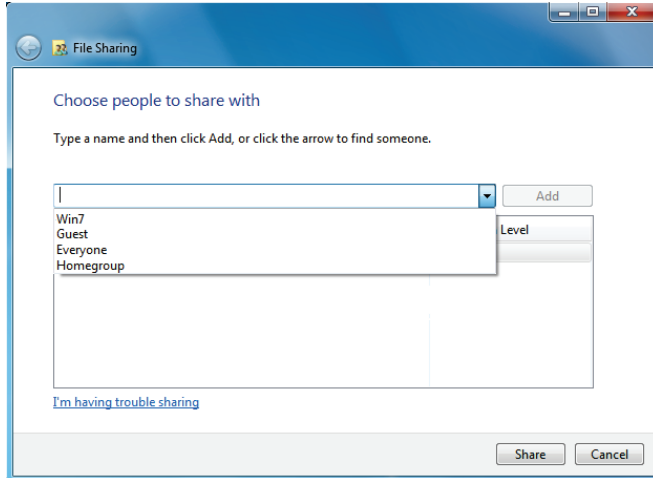 File Sharing
Choose people to share with
Type a name and then click Add, or click the arrow to find someone.
Add
Win7
Guest
Everyone
Homegroup
Level
I'm having trouble sharing
Share Cancel